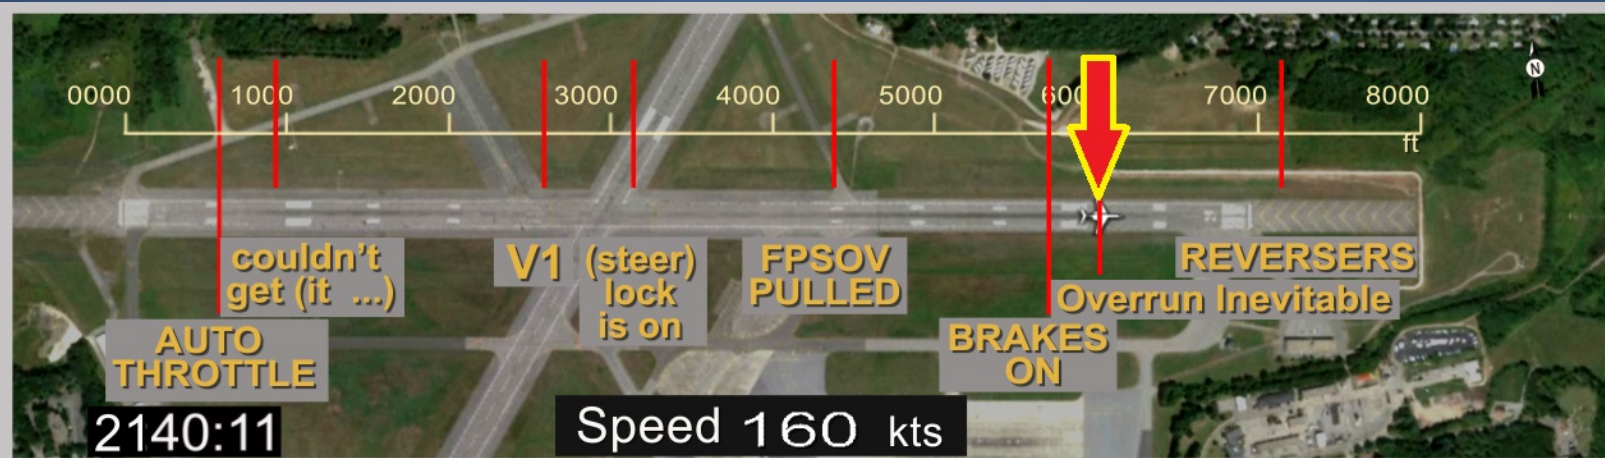 0000 1000 2000 3000 4000 5000 600 7000 8000
ft
N
couldn't
get (it ...)
V1
(steer)
lock
is on
FPSOV
PULLED
REVERSERS
Overrun Inevitable
AUTO
THROTTLE
BRAKES
ON
2140:11
Speed 160 kts